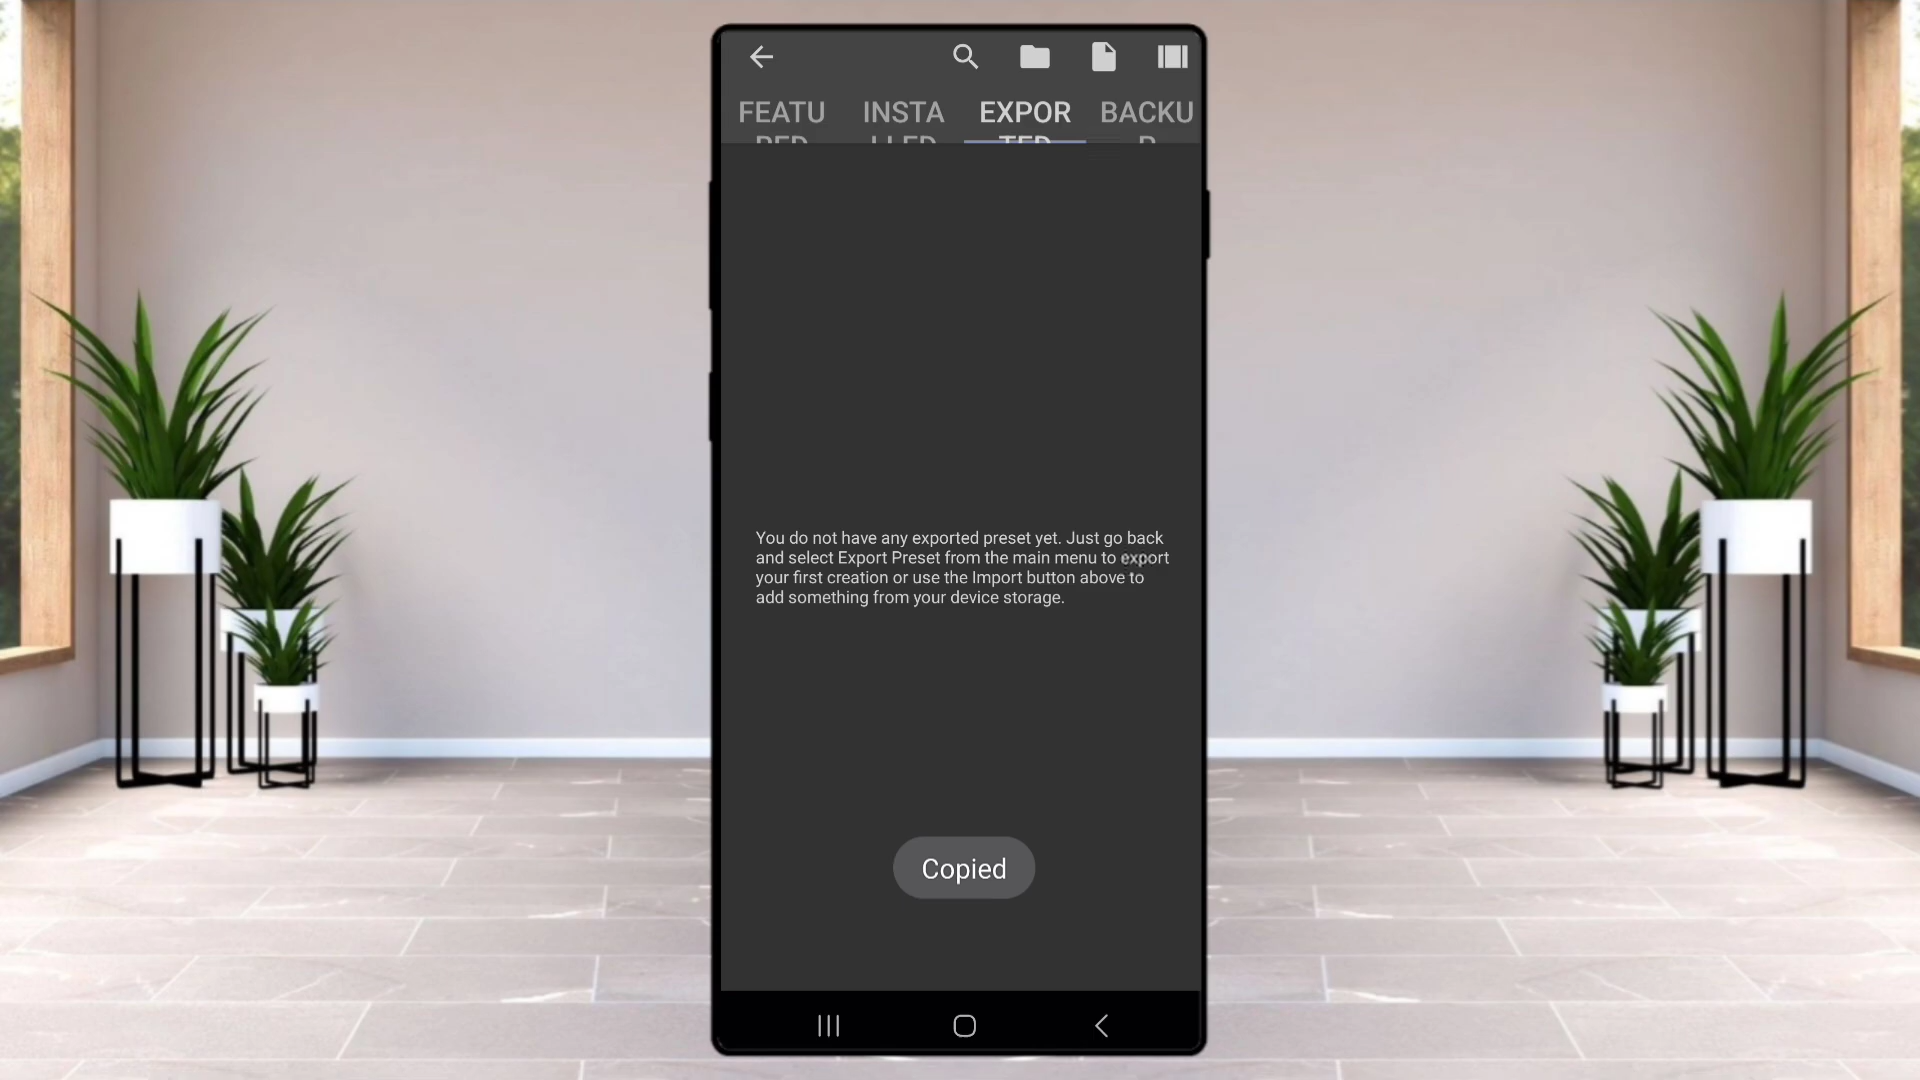 FEATU INSTA EXPOR BACKU
RED LLED TED P
You do not have any exported preset yet. Just go back
and select Export Preset from the main menu to export
your first creation or use the Import button above to
add something from your device storage.
Copied